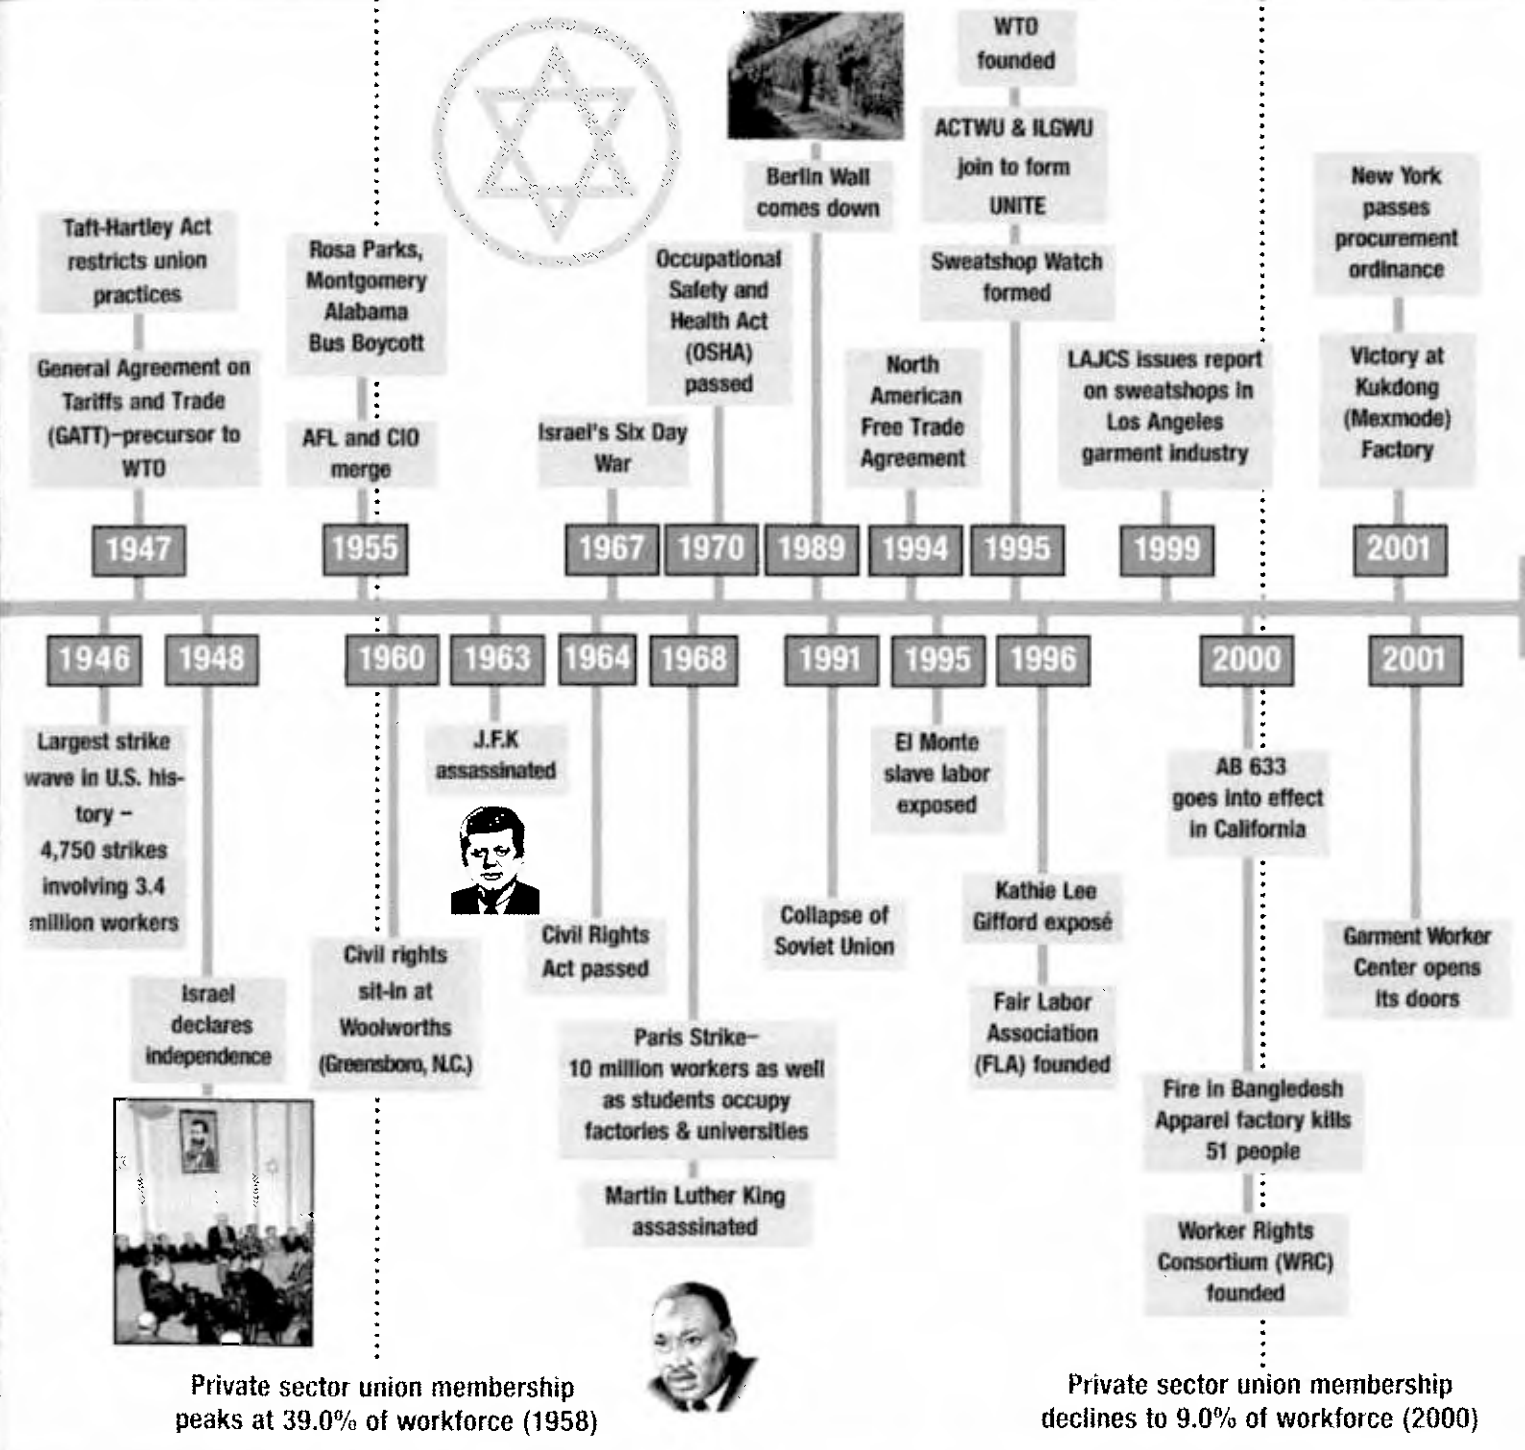 WTO
founded
ACTWU & ILGWU
join to form
UNITE
Sweatshop Watch
formed
Berlin Wall
comes down
New York
passes
procurement
ordinance
Victory at
Kukdong
(Mexmode)
Factory
Taft-Hartley Act
restricts union
practices
General Agreement on
Tariffs and Trade
(GATT)–precursor to
WTO
Rosa Parks,
Montgomery
Alabama
Bus Boycott
AFL and CIO
merge
Israel's Six Day
War
Occupational
Safety and
Health Act
(OSHA)
passed
North
American
Free Trade
Agreement
LAJCS issues report
on sweatshops in
Los Angeles
garment industry
1947
1955
1967
1970
1989
1994
1995
1999
2001
1946
1948
1960
1963
1964
1968
1991
1995
1996
2000
2001
Largest strike
wave in U.S. his-
tory –
4,750 strikes
involving 3.4
million workers
Israel
declares
independence
Civil rights
sit-in at
Woolworths
(Greensboro, N.C.)
J.F.K
assassinated
Civil Rights
Act passed
Paris Strike–
10 million workers as well
as students occupy
factories & universities
Martin Luther King
assassinated
Collapse of
Soviet Union
El Monte
slave labor
exposed
Kathie Lee
Gifford exposé
Fair Labor
Association
(FLA) founded
AB 633
goes into effect
in California
Fire in Bangledesh
Apparel factory kills
51 people
Worker Rights
Consortium (WRC)
founded
Garment Worker
Center opens
its doors
Private sector union membership
peaks at 39.0% of workforce (1958)
Private sector union membership
declines to 9.0% of workforce (2000)